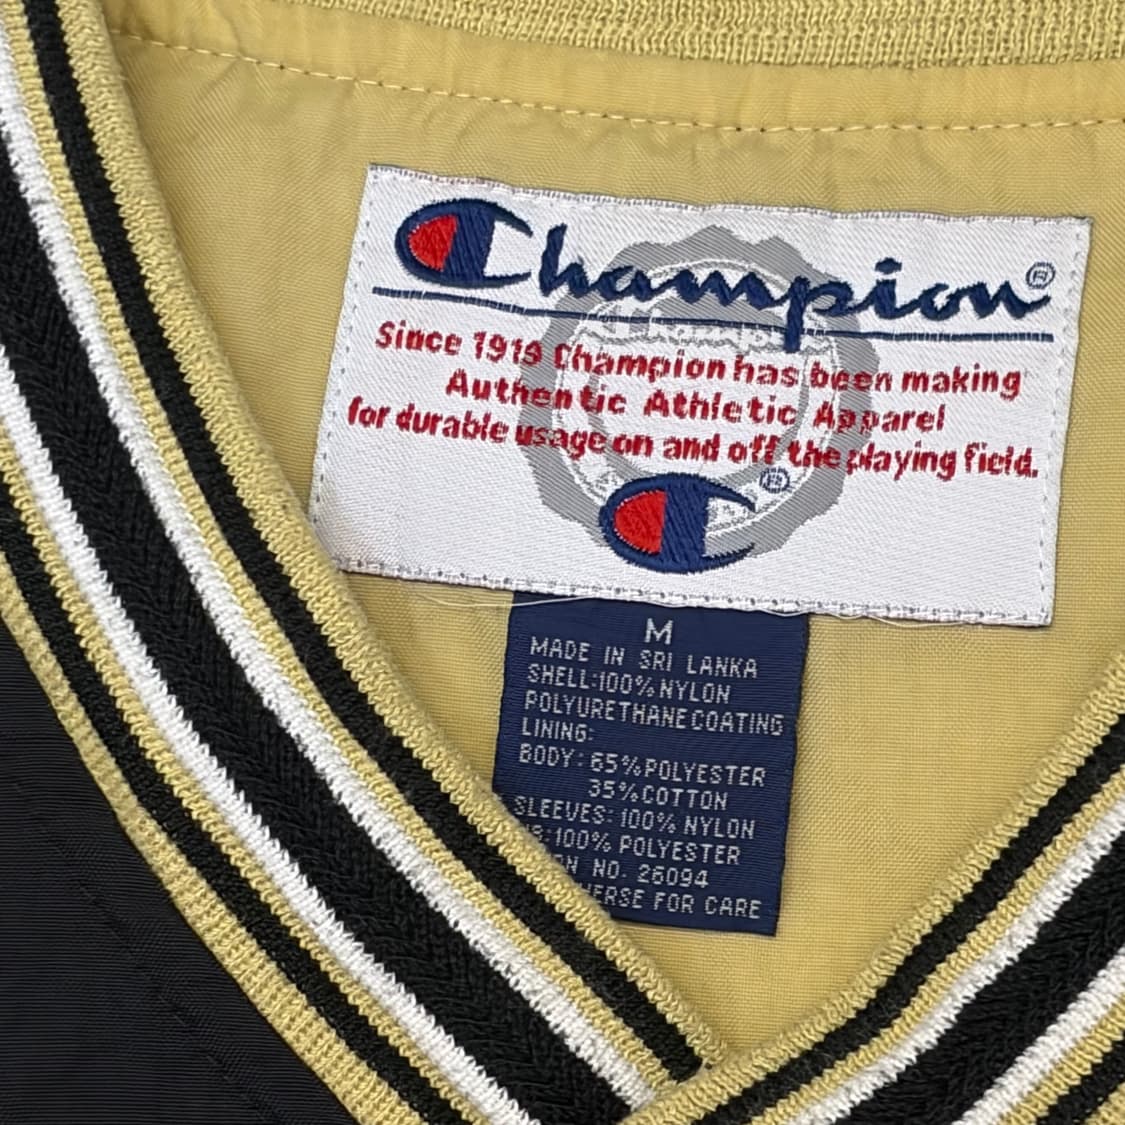 Champion®
Since 1919 Champion has been making
Authentic Athletic Apparel
for durable usage on and off the playing field.
®
M
MADE IN SRI LANKA
SHELL:100% NYLON
POLYURETHANE COATING
LINING:
BODY: 65% POLYESTER
35% COTTON
SLEEVES: 100% NYLON
:100% POLYESTER
NO. 26094
FOR CARE